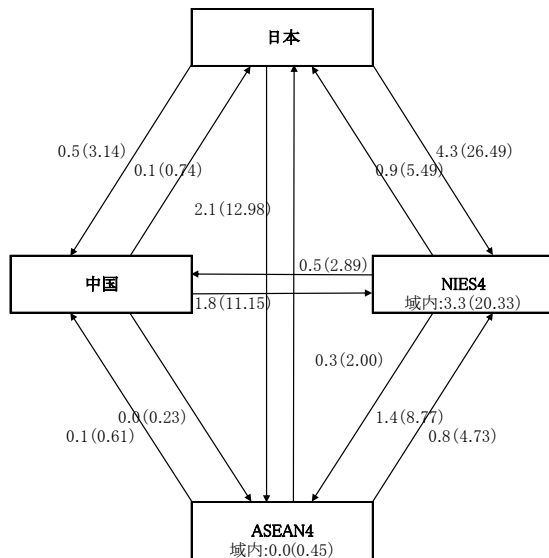 日本
0.5(3.14)
4.3(26.49)
0.1(0.74)
0.9(5.49)
2.1(12.98)
0.5(2.89)
中国
NIES4
1.8(11.15)
域内:3.3(20.33)
0.3(2.00)
0.0(0.23)
1.4(8.77)
0.1(0.61)
0.8(4.73)
ASEAN4
域内:0.0(0.45)